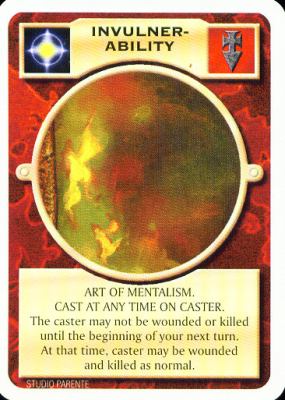 INVULNER-
ABILITY
ART OF MENTALISM.
CAST AT ANY TIME ON CASTER.
The caster may not be wounded or killed
until the beginning of your next turn.
At that time, caster may be wounded
and killed as normal.
STUDIO PARENTE